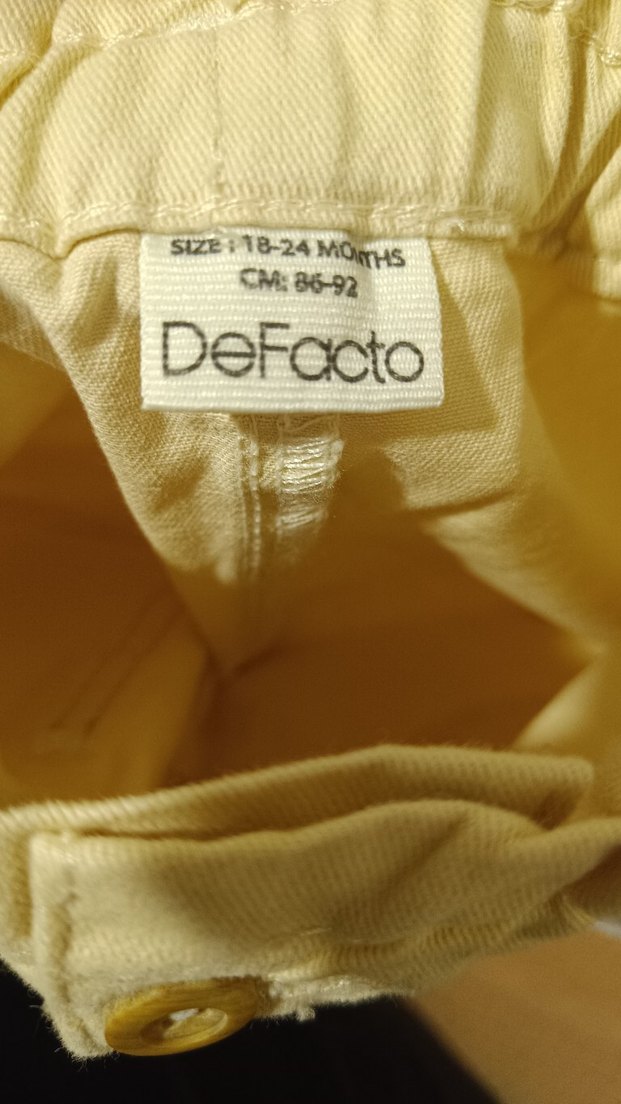 SIZE : 18-24 MONTHS
CM: 86-92
DeFacto